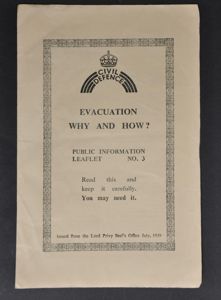 CIVIL
DEFENCE
EVACUATION
WHY AND HOW?
PUBLIC INFORMATION
LEAFLET NO. 3
Read this and
keep it carefully.
You may need it.
Issued from the Lord Privy Seal's Office July, 1939